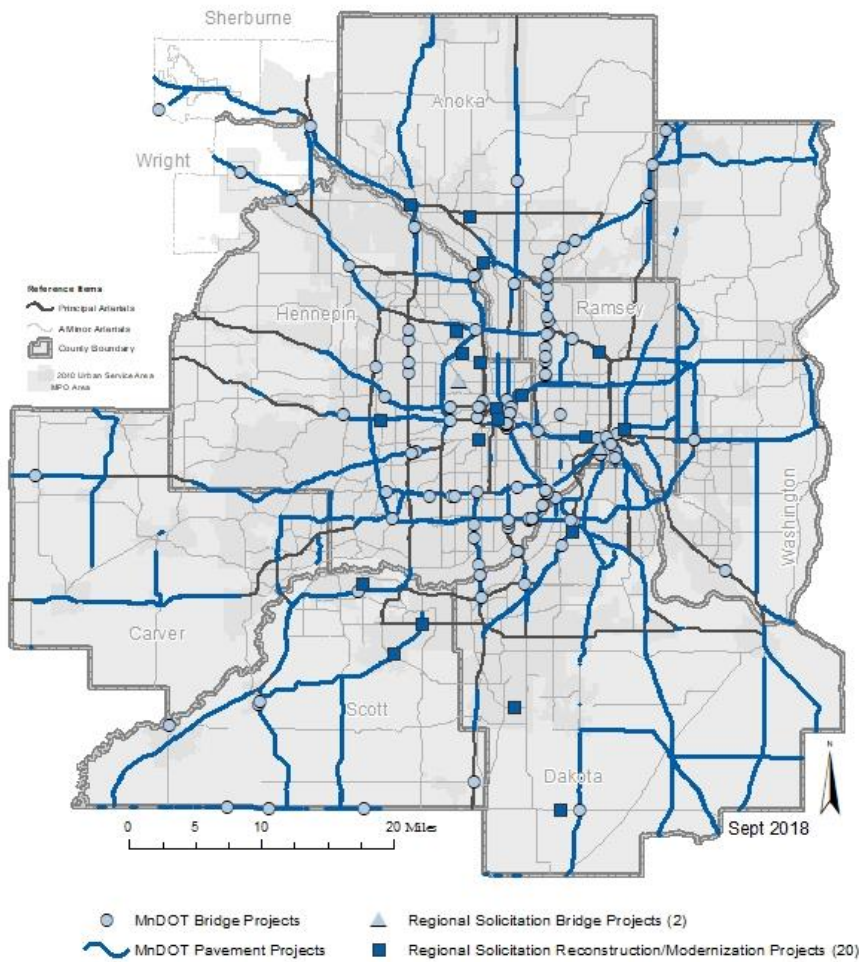 Sherburne
Anoka
Wright
Reference Items
Principal Arterials
A Minor Arterials
County Boundary
2010 Urban Service Area
MPO Area
Hennepin
Ramsey
Washington
Carver
Scott
Dakota
N
Sept 2018
0 5 10 20 Miles
MnDOT Bridge Projects
Regional Solicitation Bridge Projects (2)
MnDOT Pavement Projects
Regional Solicitation Reconstruction/Modernization Projects (20)